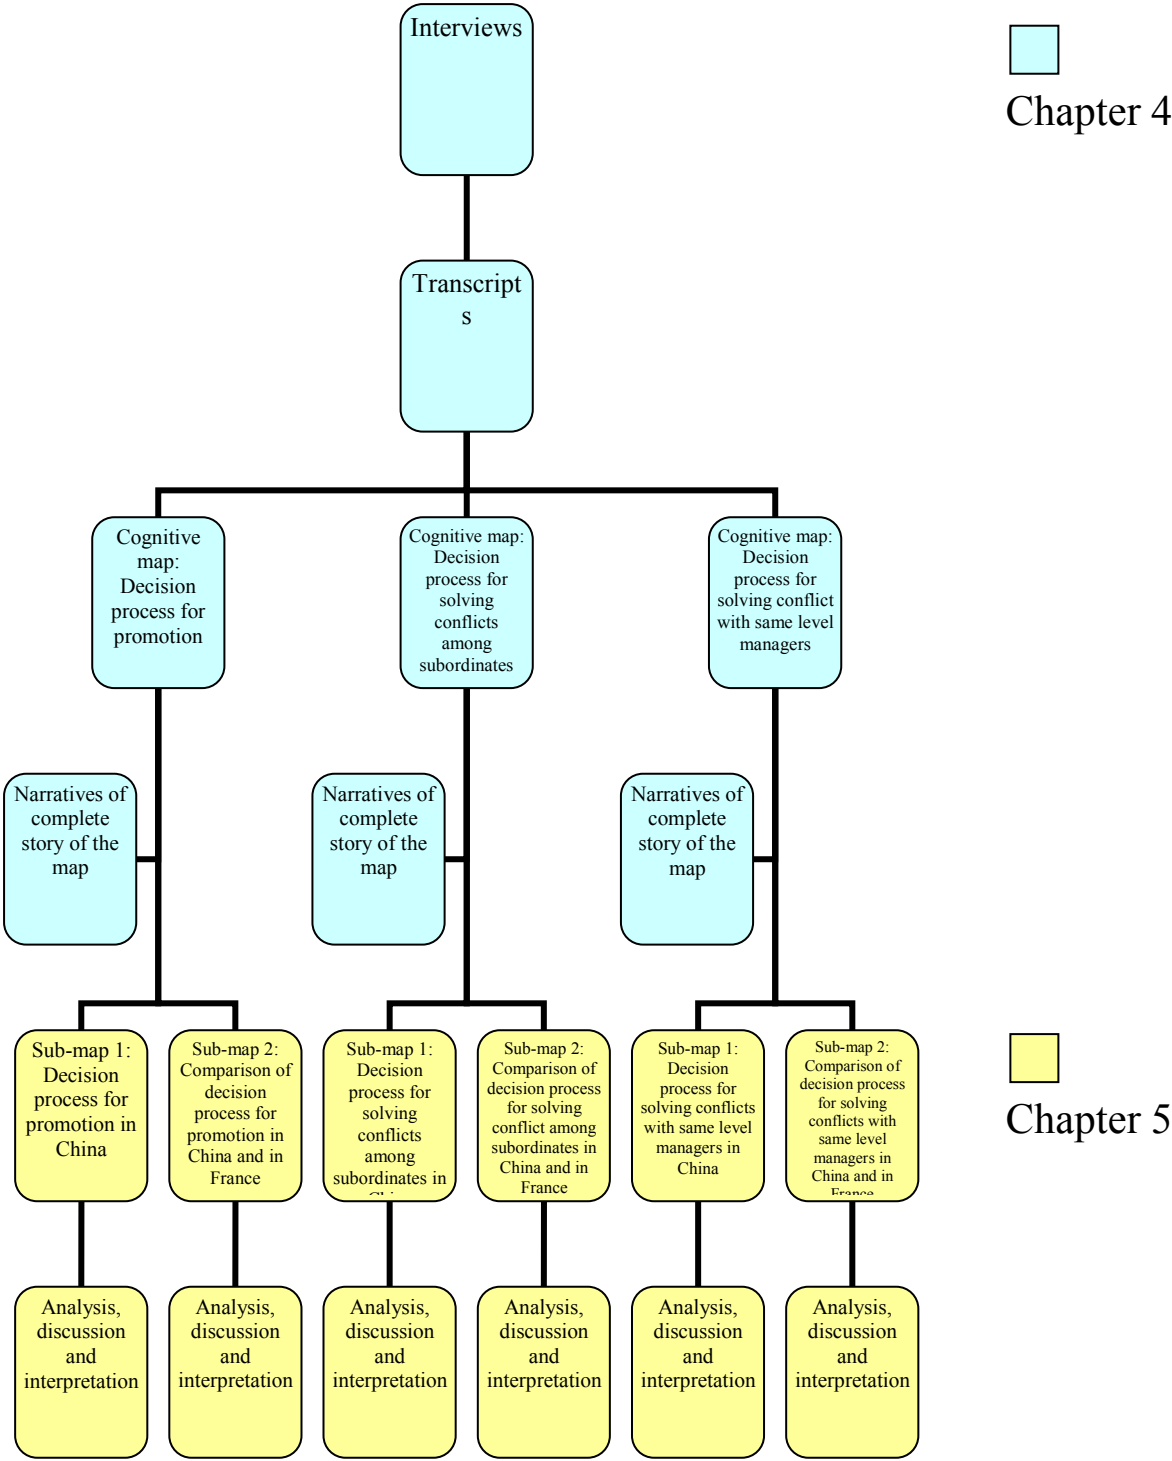 Interviews
Chapter 4
Transcript
s
Cognitive
map:
Decision
process for
promotion
Cognitive map:
Decision
process for
solving
conflicts
among
subordinates
Cognitive map:
Decision
process for
solving conflict
with same level
managers
Narratives of
complete
story of the
map
Narratives of
complete
story of the
map
Narratives of
complete
story of the
map
Sub-map 1:
Decision
process for
promotion in
China
Sub-map 2:
Comparison of
decision
process for
promotion in
China and in
France
Sub-map 1:
Decision
process for
solving
conflicts
among
subordinates in
Sub-map 2:
Comparison of
decision process
for solving
conflict among
subordinates in
China and in
France
Sub-map 1:
Decision
process for
solving conflicts
with same level
managers in
China
Sub-map 2:
Comparison of
decision process
for solving
conflicts with
same level
managers in
China and in
France
Chapter 5
Analysis,
discussion
and
interpretation
Analysis,
discussion
and
interpretation
Analysis,
discussion
and
interpretation
Analysis,
discussion
and
interpretation
Analysis,
discussion
and
interpretation
Analysis,
discussion
and
interpretation